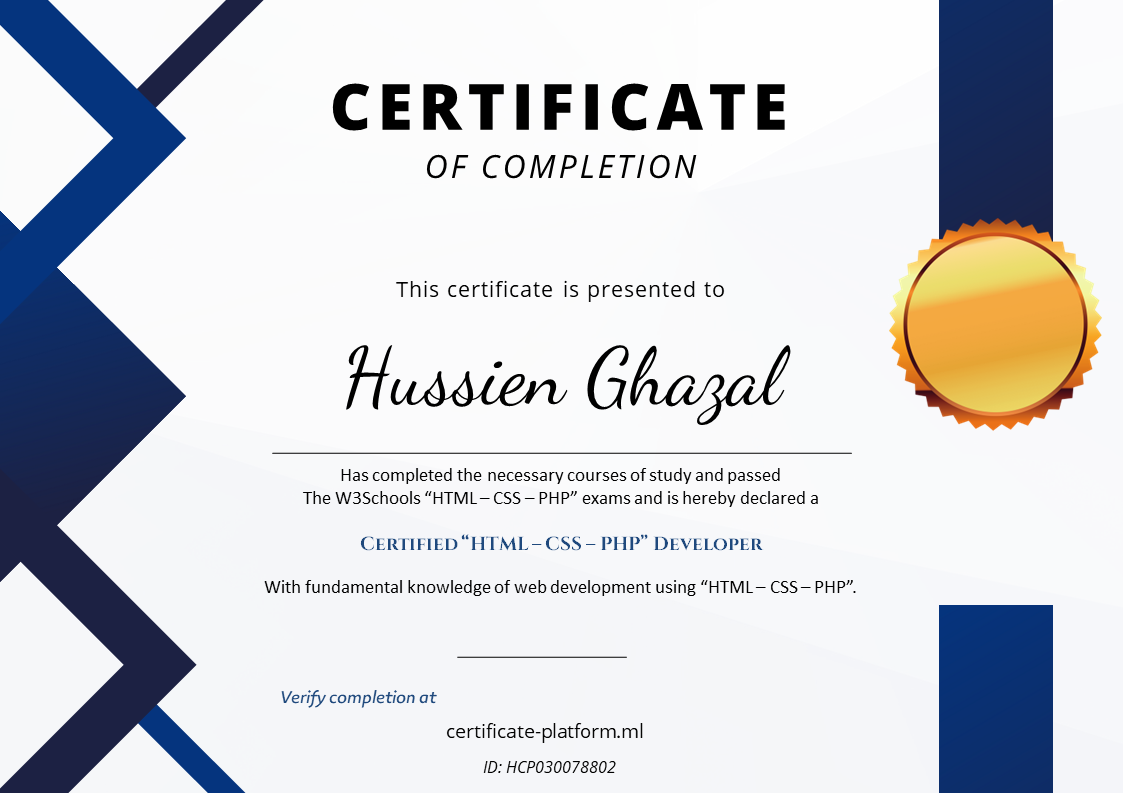 CERTIFICATE
OF COMPLETION
This certificate is presented to
Hussien Ghazal
Has completed the necessary courses of study and passed
The W3Schools “HTML – CSS – PHP” exams and is hereby declared a
Certified “HTML – CSS – PHP” Developer
With fundamental knowledge of web development using “HTML – CSS – PHP”.
Verify completion at
certificate-platform.ml
ID: HCP030078802